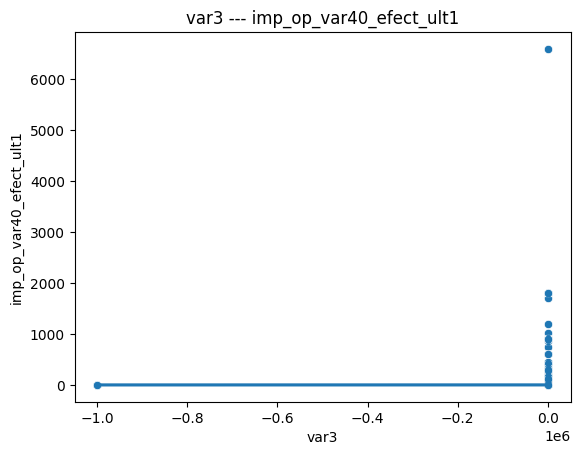 var3 --- imp_op_var40_efect_ult1
6000
5000
4000
3000
2000
1000
0
imp_op_var40_efect_ult1
−1.0 −0.8 −0.6 −0.4 −0.2 0.0
1e6
var3